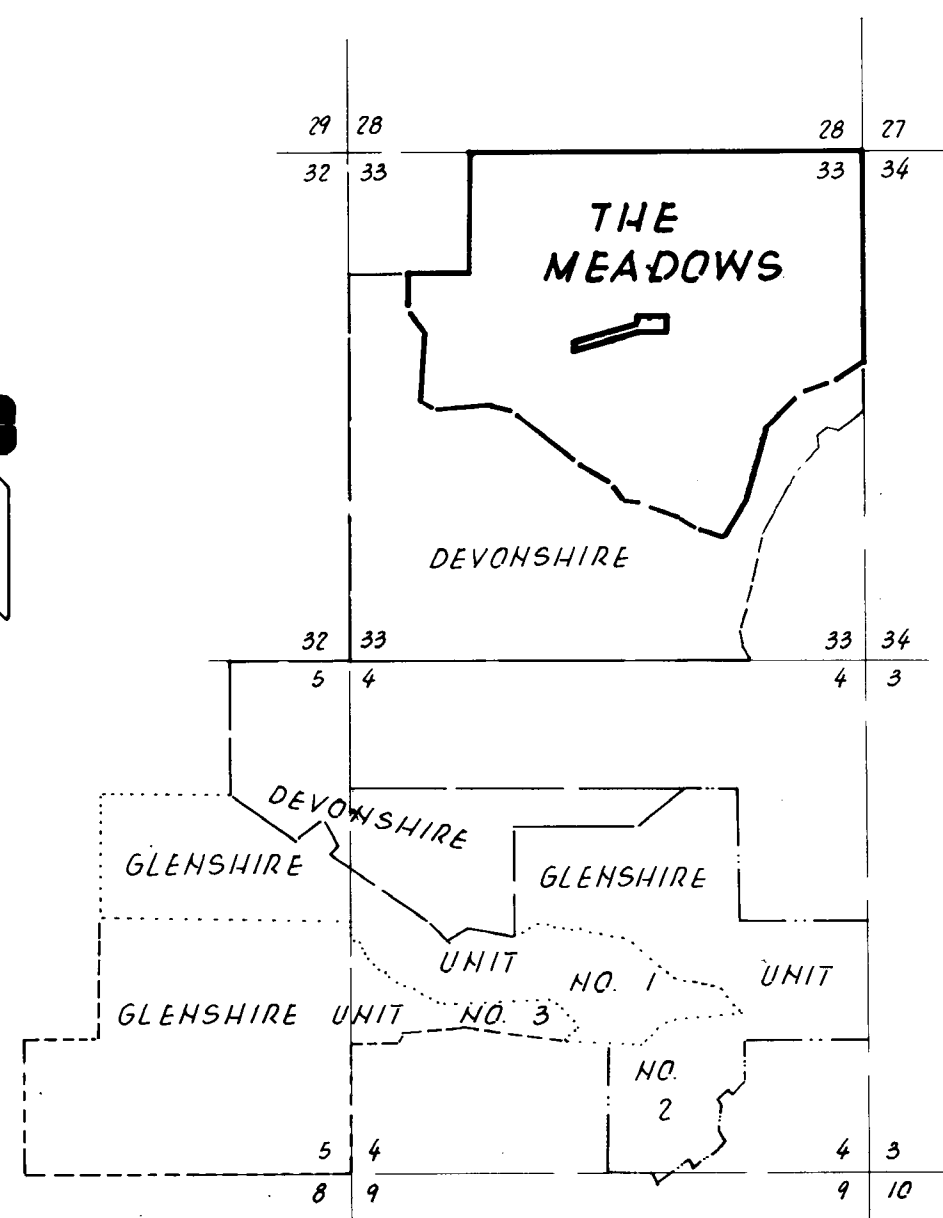 29 28
28 27
32 33
33 34
THE
MEADOWS
DEVONSHIRE
32 33
33 34
5 4
4 3
DEVONSHIRE
GLENSHIRE
GLENSHIRE
UNIT
NO. 1
UNIT
GLENSHIRE UNIT NO. 3
NO.
2
5 4
4 3
8 9
9 10